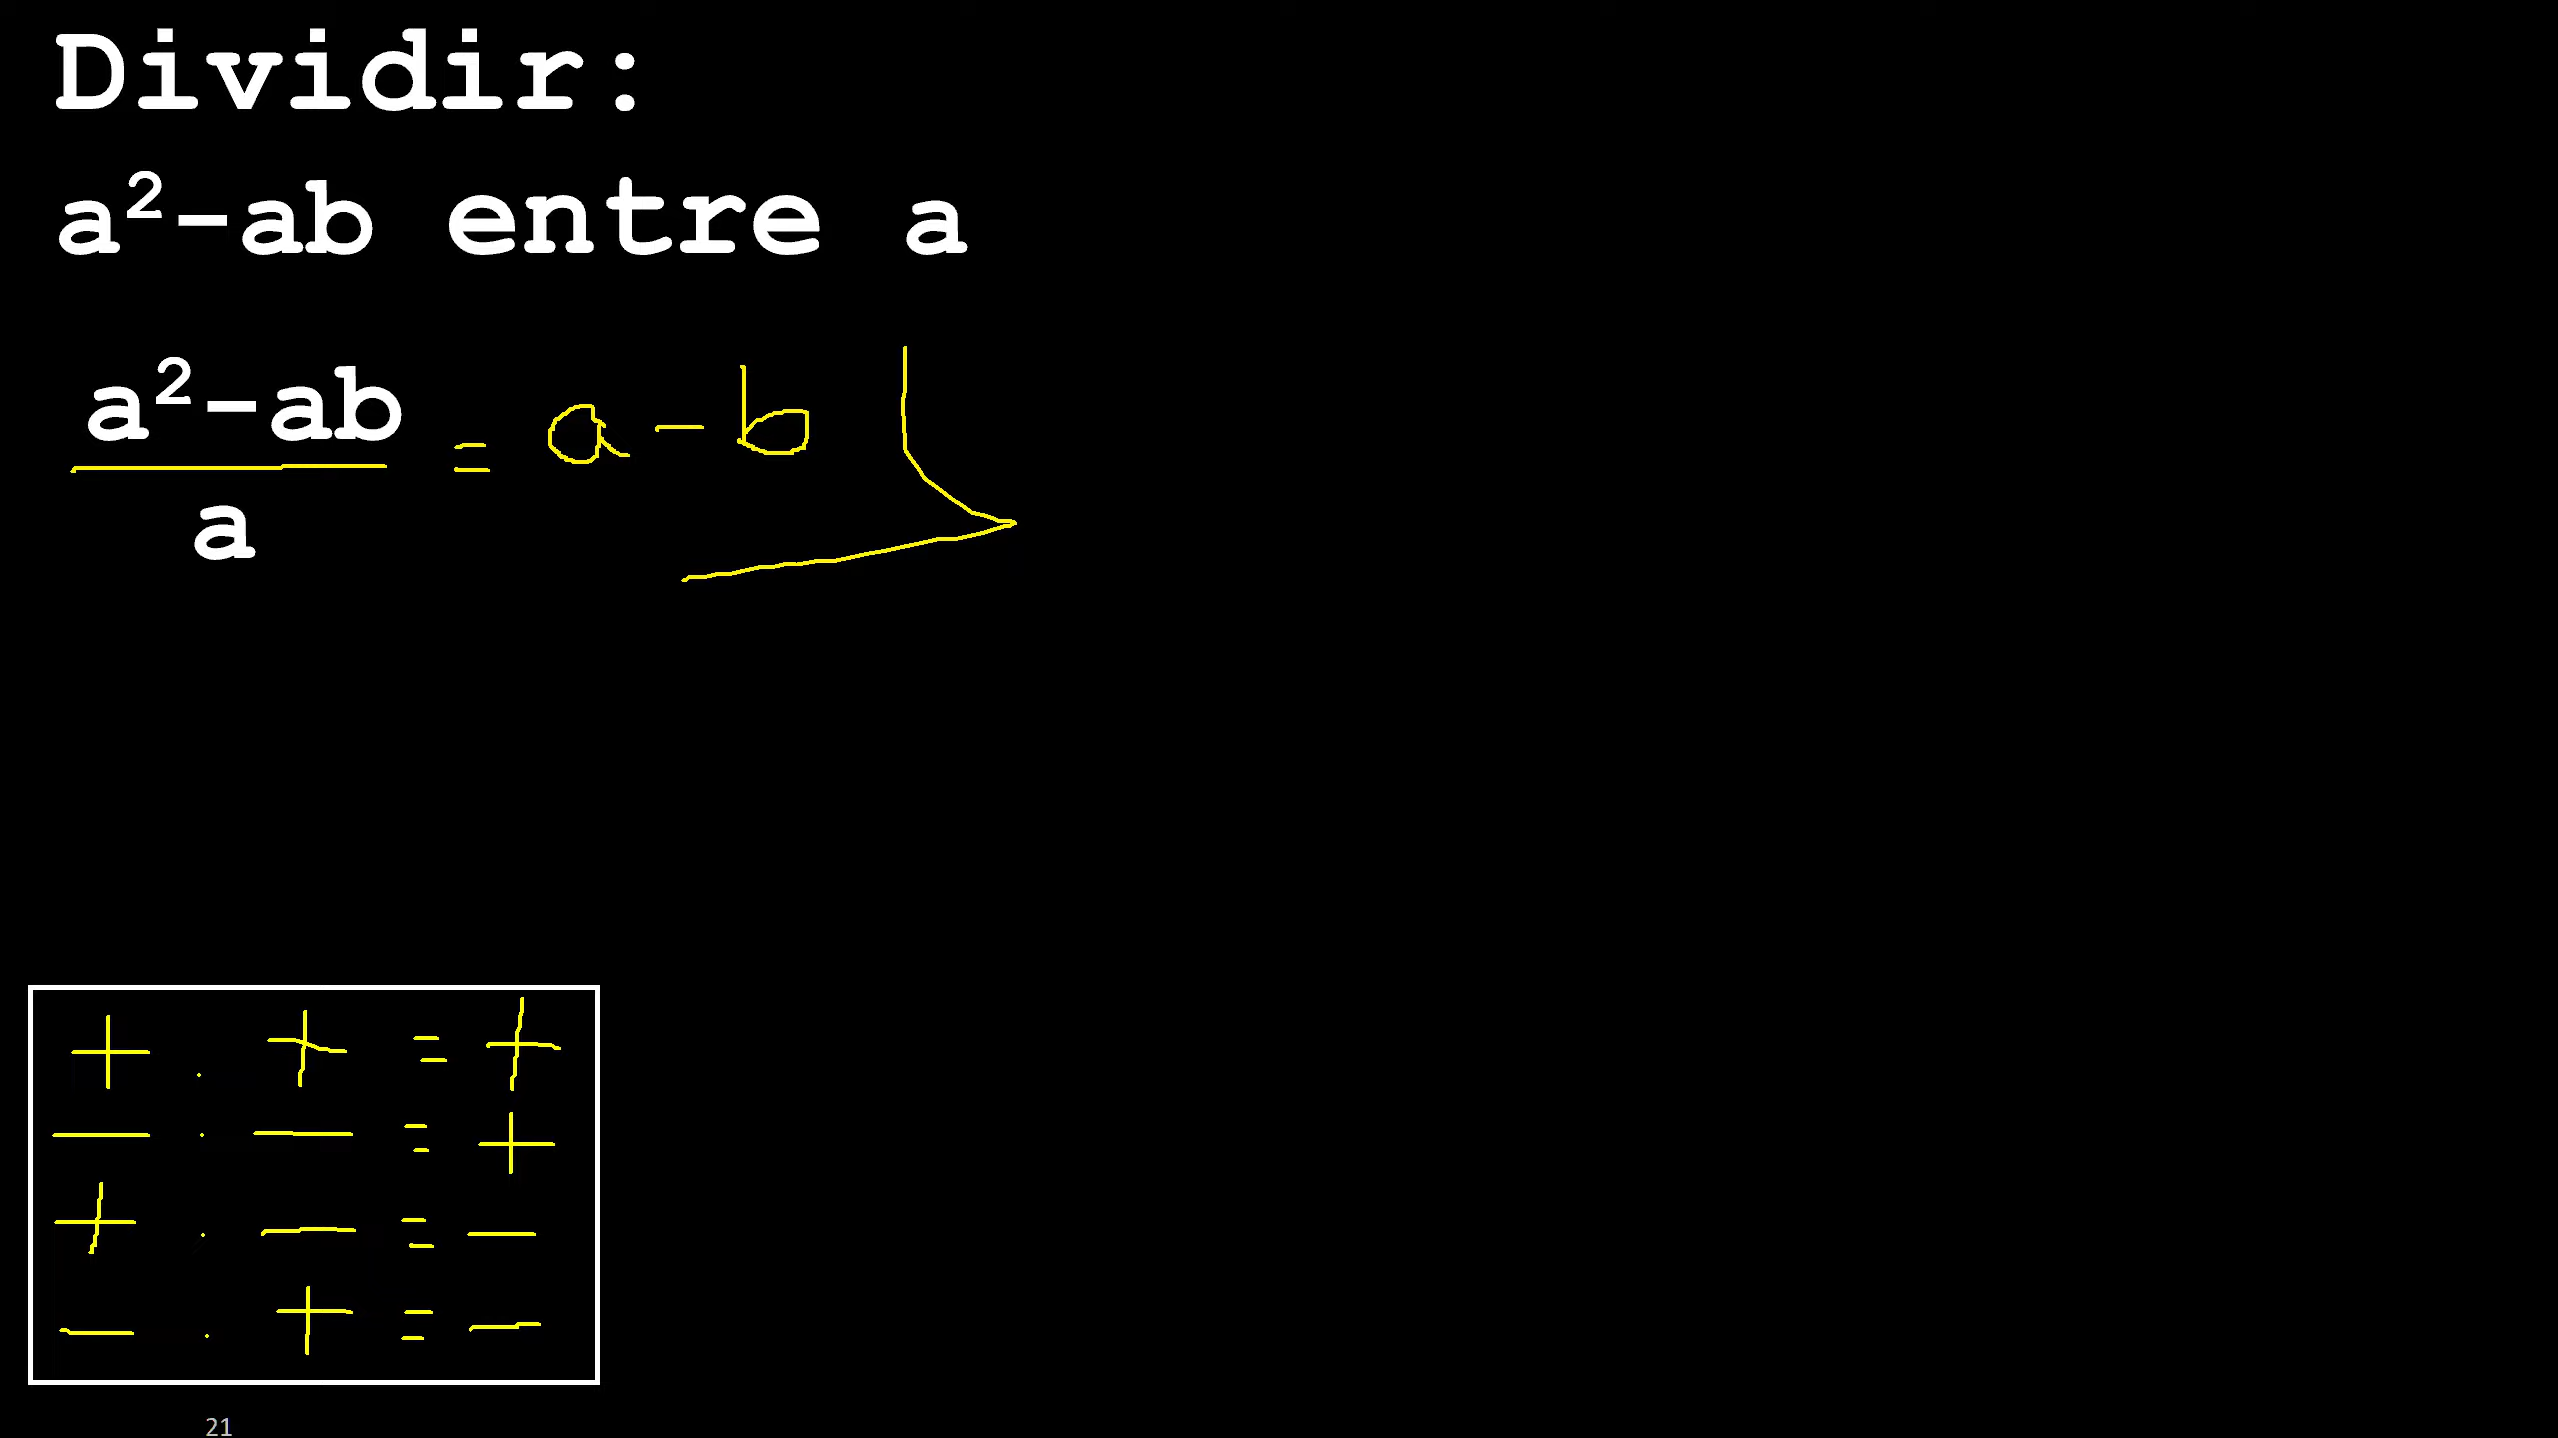 Dividir:
a²-ab entre a
a²-ab
a
= a - b
+ . + = +
- . - = +
+ . - = -
- . + = -
21